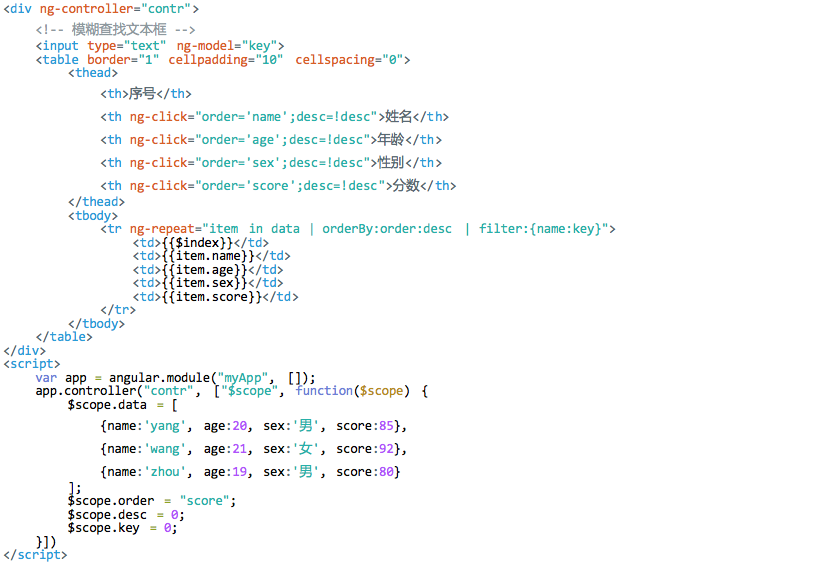 <div ng-controller="contr">
<!-- 模糊查找文本框 -->
<input type="text" ng-model="key">
<table border="1" cellpadding="10" cellspacing="0">
<thead>
<th>序号</th>
<th ng-click="order='name';desc=!desc">姓名</th>
<th ng-click="order='age';desc=!desc">年龄</th>
<th ng-click="order='sex';desc=!desc">性别</th>
<th ng-click="order='score';desc=!desc">分数</th>
</thead>
<tbody>
<tr ng-repeat="item in data | orderBy:order:desc | filter:{name:key}">
<td>{{$index}}</td>
<td>{{item.name}}</td>
<td>{{item.age}}</td>
<td>{{item.sex}}</td>
<td>{{item.score}}</td>
</tr>
</tbody>
</table>
</div>
<script>
var app = angular.module("myApp", []);
app.controller("contr", ["$scope", function($scope) {
$scope.data = [
{name:'yang', age:20, sex:'男', score:85},
{name:'wang', age:21, sex:'女', score:92},
{name:'zhou', age:19, sex:'男', score:80}
];
$scope.order = "score";
$scope.desc = 0;
$scope.key = 0;
}])
</script>